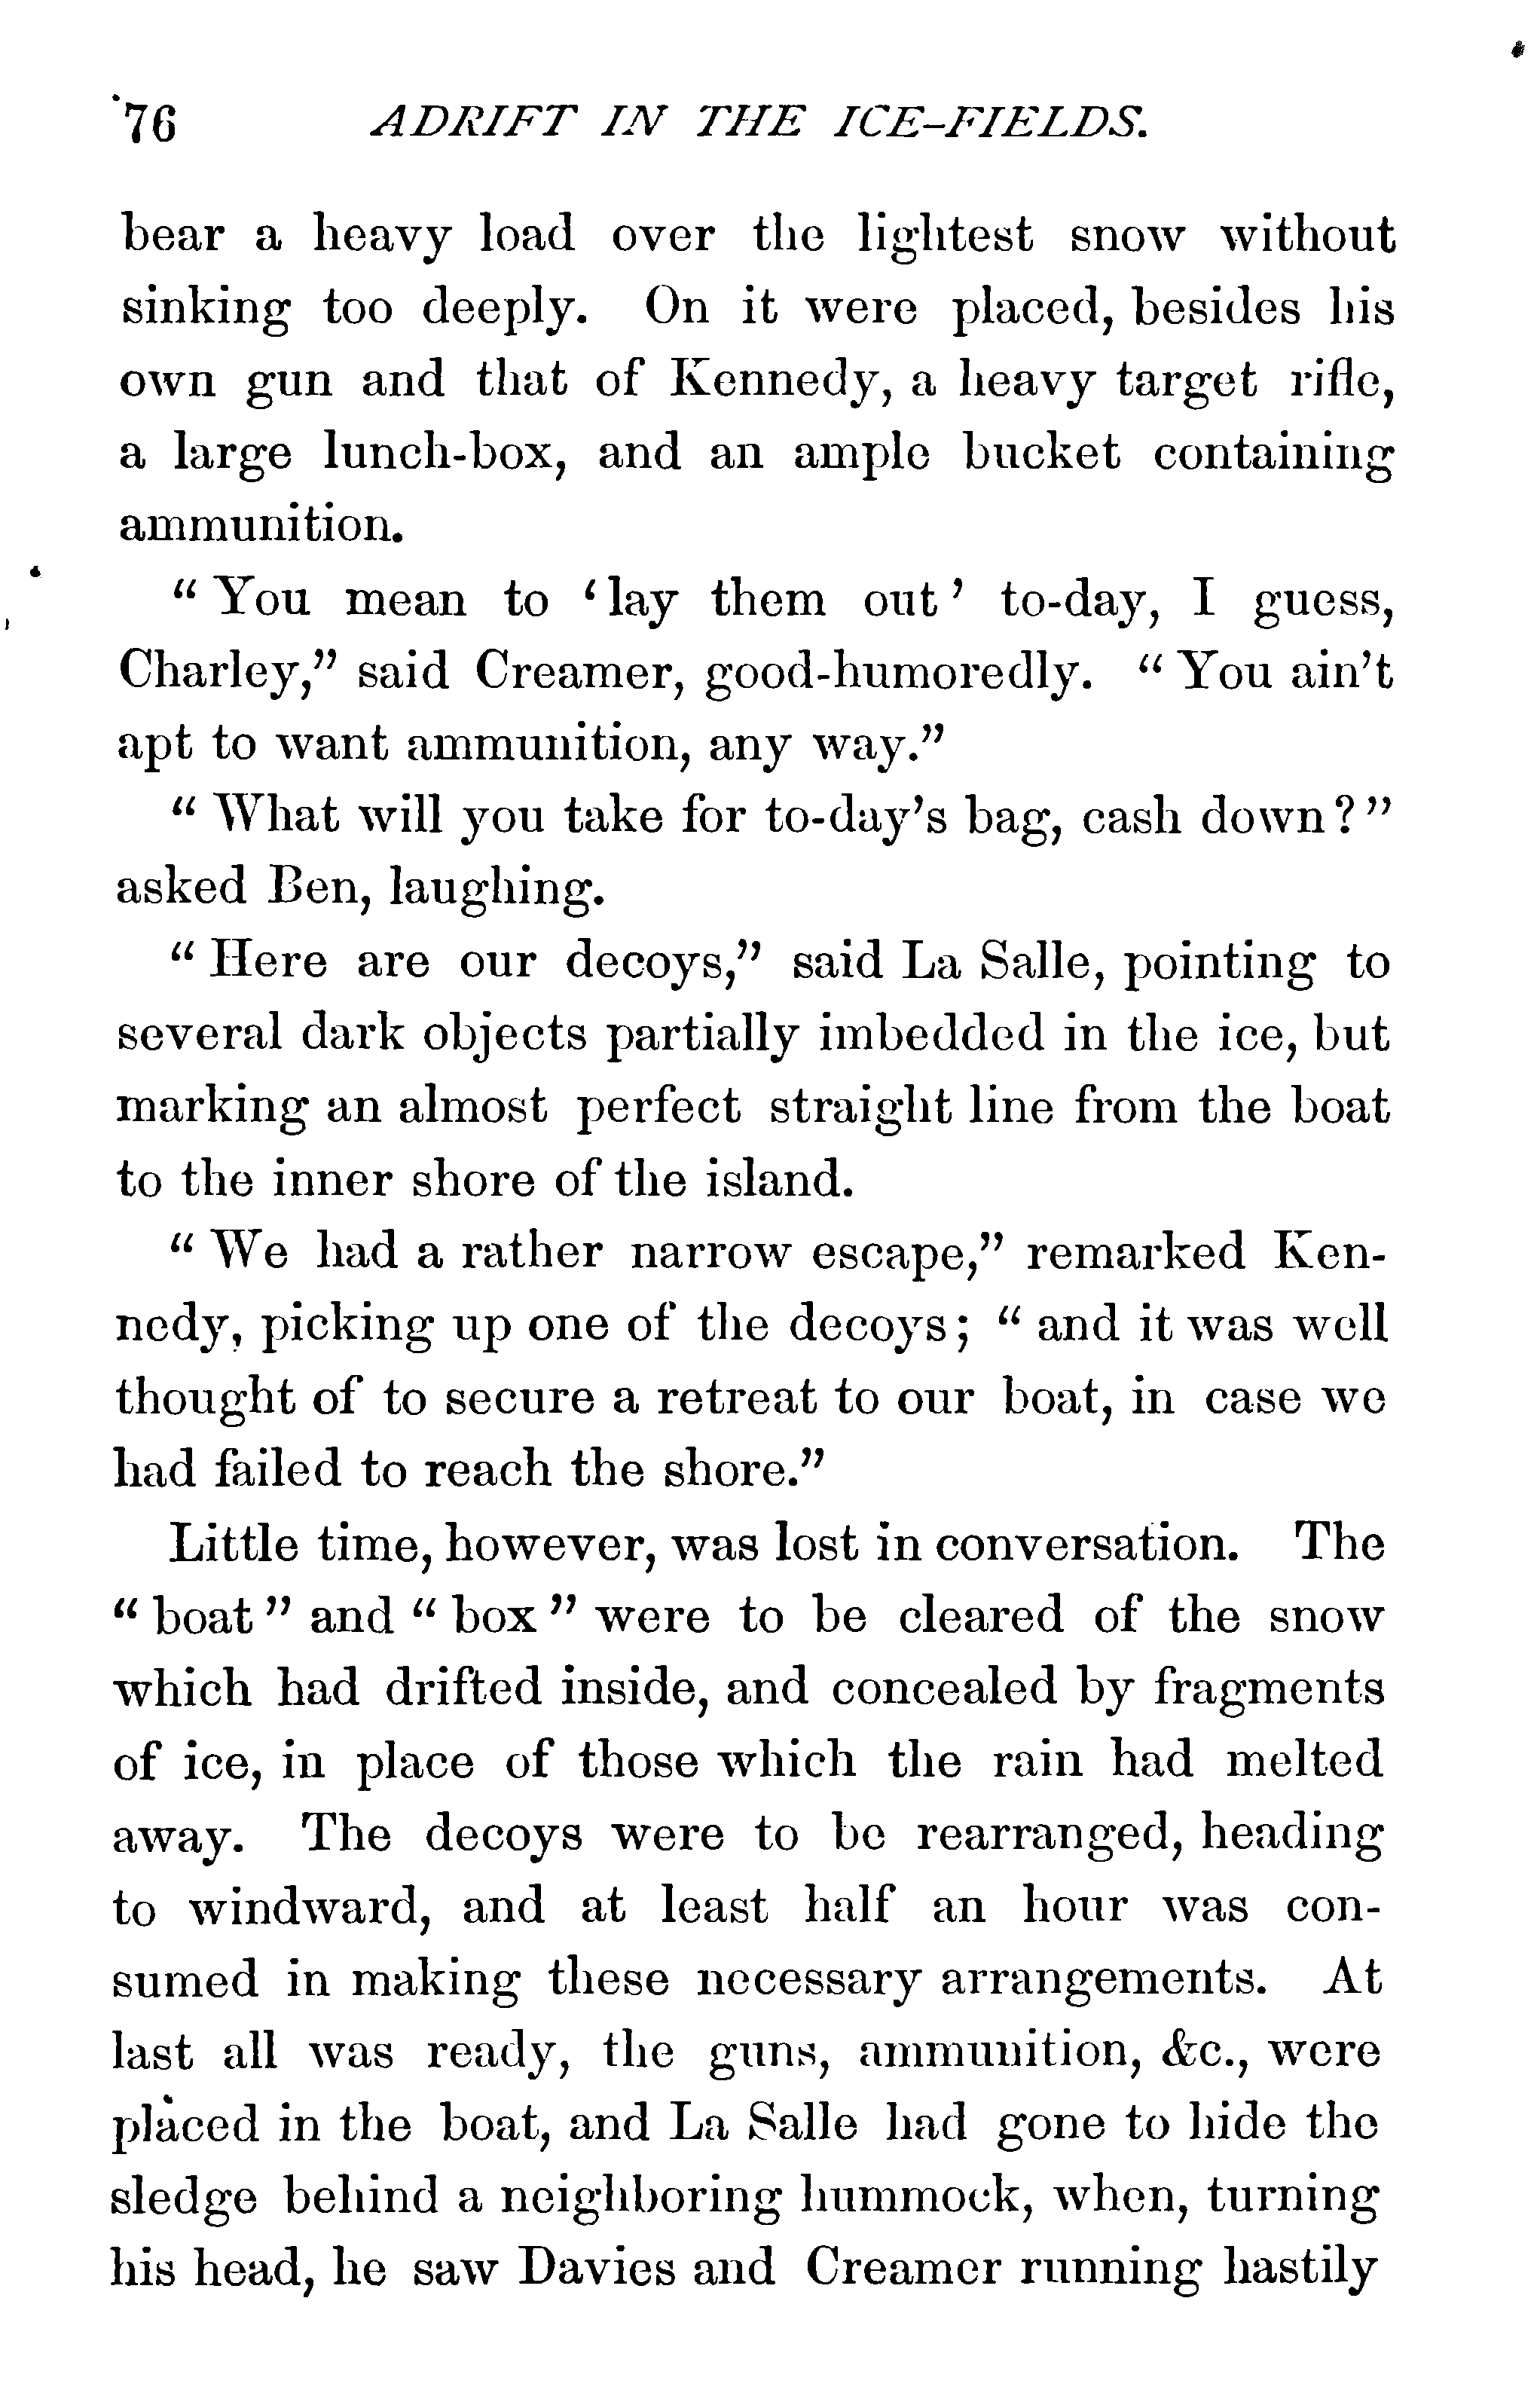 76 ADRIFT IN THE ICE-FIELDS.
bear a heavy load over the lightest snow without
sinking too deeply. On it were placed, besides his
own gun and that of Kennedy, a heavy target rifle,
a large lunch-box, and an ample bucket containing
ammunition.
“ You mean to ‘lay them out’ to-day, I guess,
Charley,” said Creamer, good-humoredly. “ You ain’t
apt to want ammunition, any way.”
“ What will you take for to-day’s bag, cash down?”
asked Ben, laughing.
“ Here are our decoys,” said La Salle, pointing to
several dark objects partially imbedded in the ice, but
marking an almost perfect straight line from the boat
to the inner shore of the island.
“ We had a rather narrow escape,” remarked Ken-
nedy, picking up one of the decoys; “ and it was well
thought of to secure a retreat to our boat, in case we
had failed to reach the shore.”
Little time, however, was lost in conversation. The
“ boat ” and “ box ” were to be cleared of the snow
which had drifted inside, and concealed by fragments
of ice, in place of those which the rain had melted
away. The decoys were to be rearranged, heading
to windward, and at least half an hour was con-
sumed in making these necessary arrangements. At
last all was ready, the guns, ammunition, &c., were
placed in the boat, and La Salle had gone to hide the
sledge behind a neighboring hummock, when, turning
his head, he saw Davies and Creamer running hastily